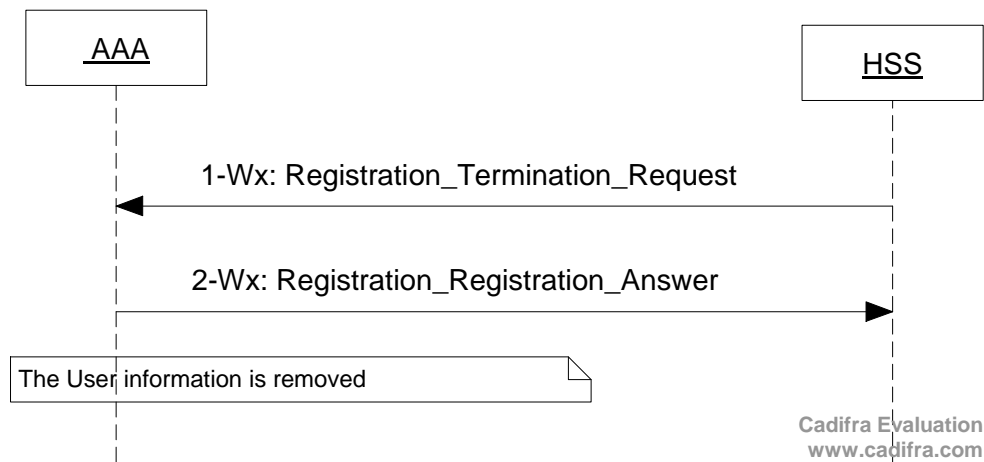 AAA
HSS
1-Wx: Registration_Termination_Request
2-Wx: Registration_Registration_Answer
The User information is removed
Cadifra Evaluation
www.cadifra.com